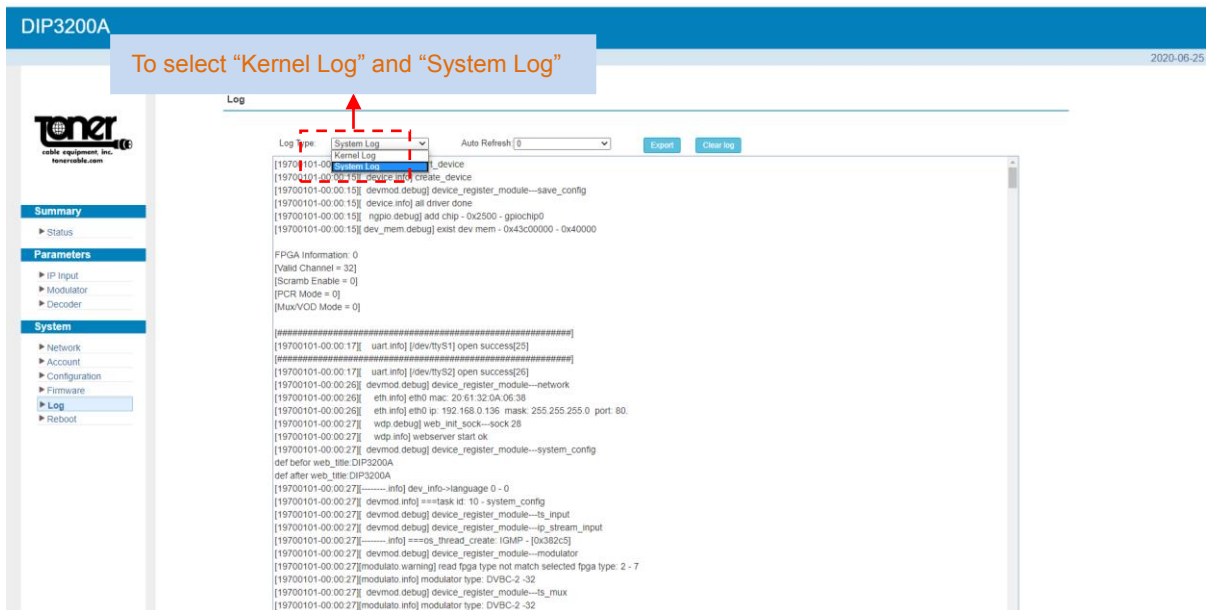 DIP3200A
To select “Kernel Log” and “System Log”
2020-06-25
toner
cable equipment, inc.
tonercable.com
Summary
Status
Parameters
IP Input
Modulator
Decoder
System
Network
Account
Configuration
Firmware
Log
Reboot
Log
Log Type: System Log Auto Refresh: 0 Export Clear log
Kernel Log
System Log
[19700101-00 t_device
[19700101-00:00:15][ device.info] create_device
[19700101-00:00:15][ devmod.debug] device_register_module---save_config
[19700101-00:00:15][ device.info] all driver done
[19700101-00:00:15][ ngpio.debug] add chip - 0x2500 - gpiochip0
[19700101-00:00:15][ dev_mem.debug] exist dev mem - 0x43c00000 - 0x40000
FPGA Information: 0
[Valid Channel = 32]
[Scramb Enable = 0]
[PCR Mode = 0]
[Mux/VOD Mode = 0]
[##########################################################]
[19700101-00:00:17][ uart.info] [/dev/ttyS1] open success[25]
[##########################################################]
[19700101-00:00:17][ uart.info] [/dev/ttyS2] open success[26]
[19700101-00:00:26][ devmod.debug] device_register_module---network
[19700101-00:00:26][ eth.info] eth0 mac: 20:61:32:0A:06:38
[19700101-00:00:26][ eth.info] eth0 ip: 192.168.0.136 mask: 255.255.255.0 port: 80.
[19700101-00:00:27][ wdp.debug] web_init_sock---sock 28
[19700101-00:00:27][ wdp.info] webserver start ok
[19700101-00:00:27][ devmod.debug] device_register_module---system_config
def befor web_title:DIP3200A
def after web_title:DIP3200A
[19700101-00:00:27][--------.info] dev_info->language 0 - 0
[19700101-00:00:27][ devmod.info] ===task id: 10 - system_config
[19700101-00:00:27][ devmod.debug] device_register_module---ts_input
[19700101-00:00:27][ devmod.debug] device_register_module---ip_stream_input
[19700101-00:00:27][--------.info] ===os_thread_create: IGMP - [0x382c5]
[19700101-00:00:27][ devmod.debug] device_register_module---modulator
[19700101-00:00:27][modulato.warning] read fpga type not match selected fpga type: 2 - 7
[19700101-00:00:27][modulato.info] modulator type: DVBC-2 -32
[19700101-00:00:27][ devmod.debug] device_register_module---ts_mux
[19700101-00:00:27][modulato.info] modulator type: DVBC-2 -32